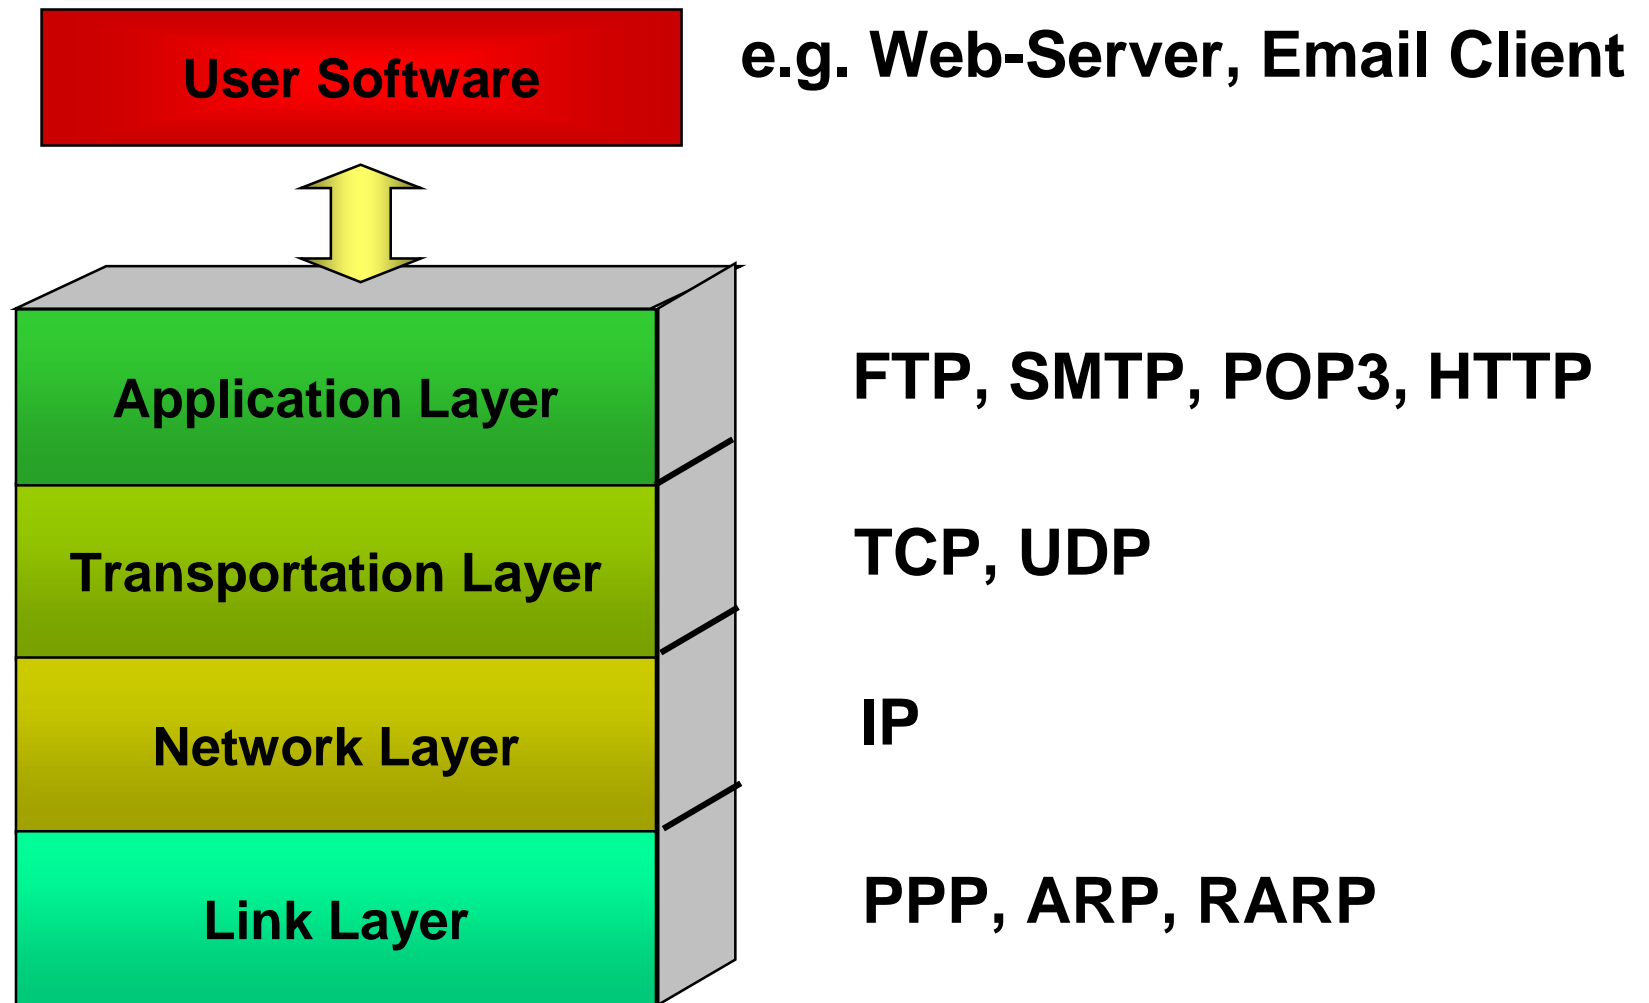 User Software
e.g. Web-Server, Email Client
Application Layer
FTP, SMTP, POP3, HTTP
Transportation Layer
TCP, UDP
Network Layer
IP
Link Layer
PPP, ARP, RARP